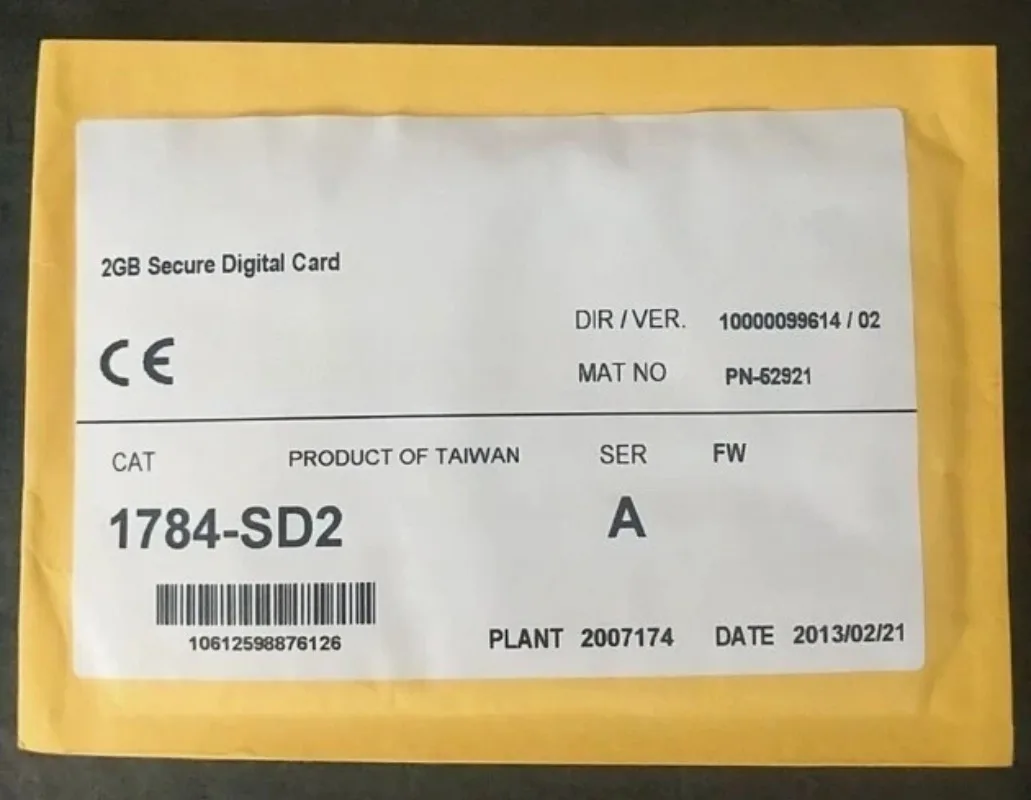 2GB Secure Digital Card
DIR / VER. 10000099614 / 02
CE
MAT NO PN-52921
CAT PRODUCT OF TAIWAN SER FW
1784-SD2 A
10612598876126
PLANT 2007174 DATE 2013/02/21